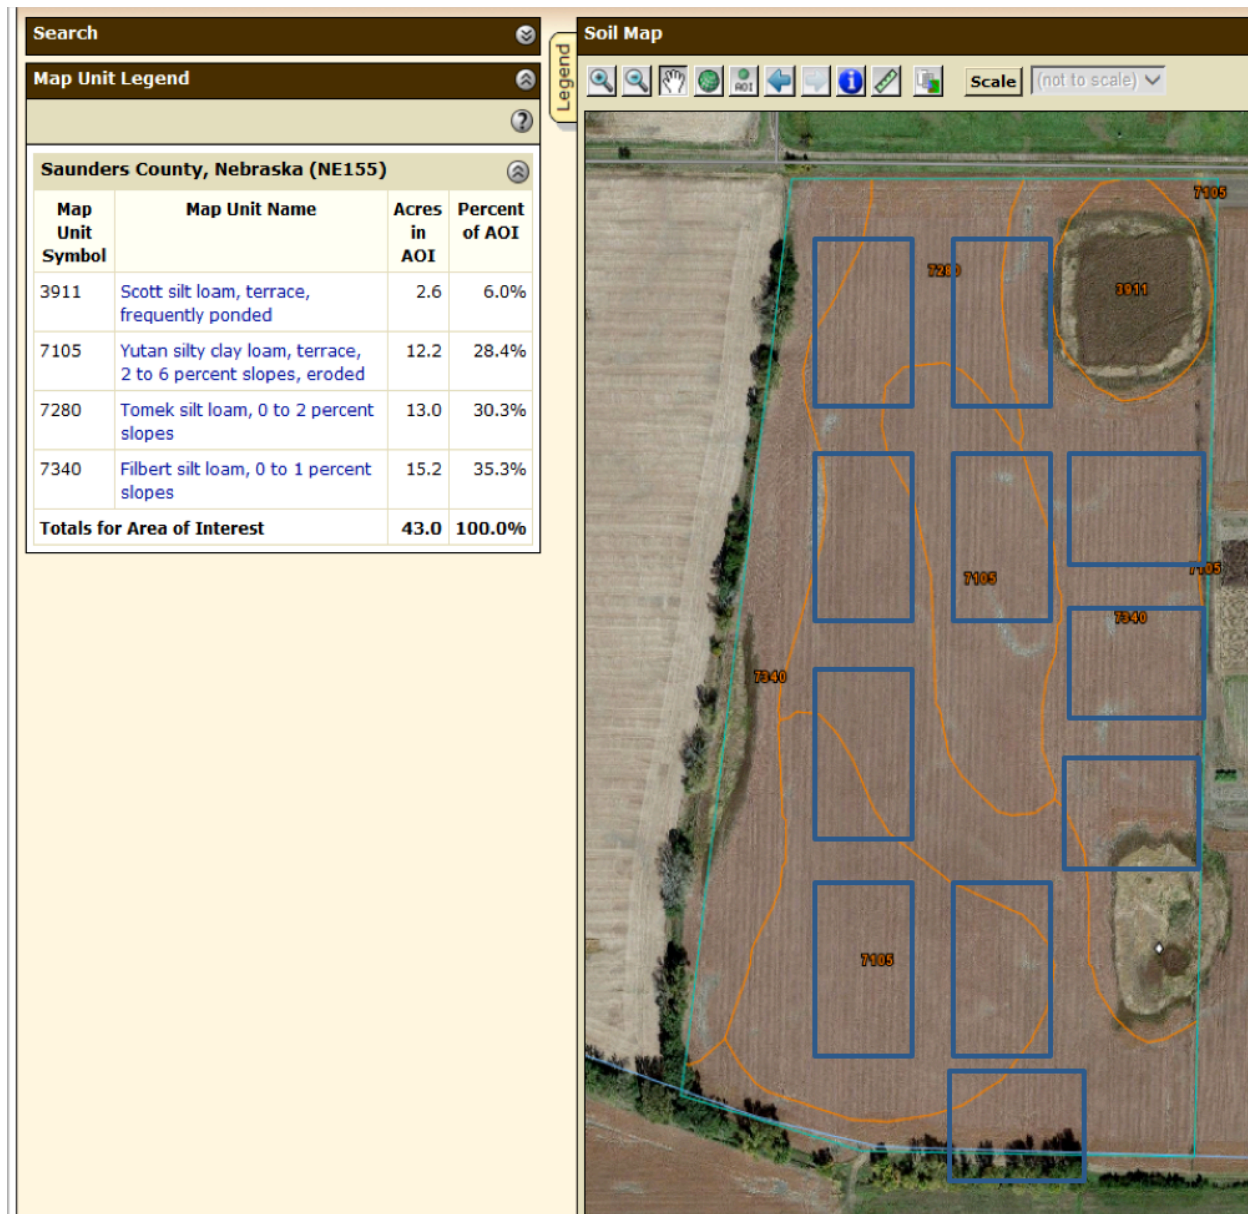 Search
Map Unit Legend
Saunders County, Nebraska (NE155)
Map Unit Symbol
Map Unit Name
Acres in AOI
Percent of AOI
3911
Scott silt loam, terrace,
frequently ponded
2.6
6.0%
7105
Yutan silty clay loam, terrace,
2 to 6 percent slopes, eroded
12.2
28.4%
7280
Tomek silt loam, 0 to 2 percent
slopes
13.0
30.3%
7340
Filbert silt loam, 0 to 1 percent
slopes
15.2
35.3%
Totals for Area of Interest
43.0
100.0%
Legend
Soil Map
AOI
Scale
(not to scale)
7105
7280
3911
7105
7105
7340
7340
7105